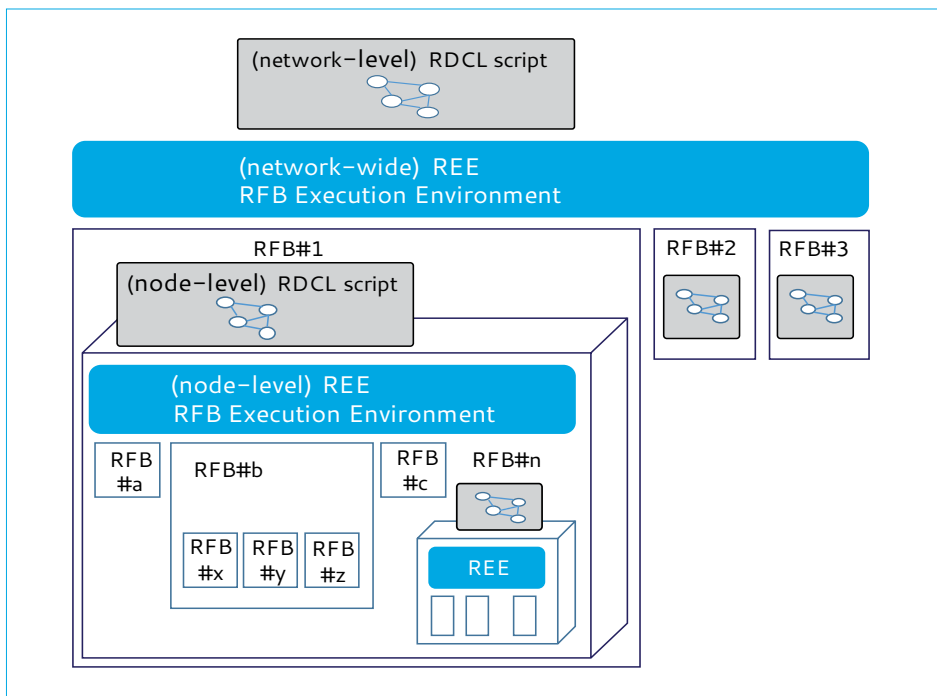 (network-level) RDCL script
(network-wide) REE
RFB Execution Environment
RFB#1
RFB#2
RFB#3
(node-level) RDCL script
(node-level) REE
RFB Execution Environment
RFB
#a
RFB#b
RFB
#c
RFB#n
RFB
#x
RFB
#y
RFB
#z
REE